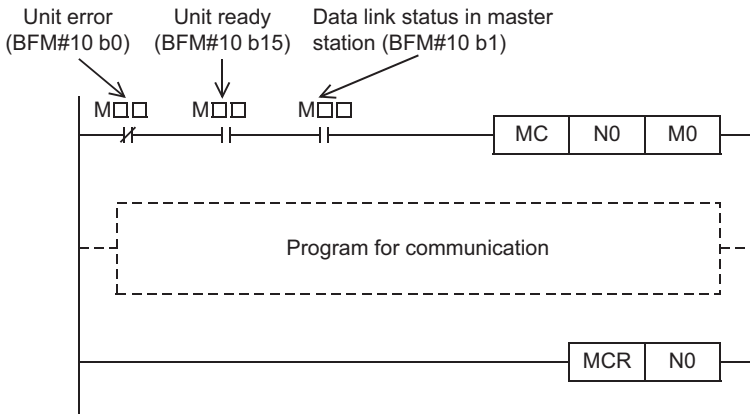 Unit error
(BFM#10 b0)
Unit ready
(BFM#10 b15)
Data link status in master
station (BFM#10 b1)
M□□ M□□ M□□
MC N0 M0
Program for communication
MCR N0